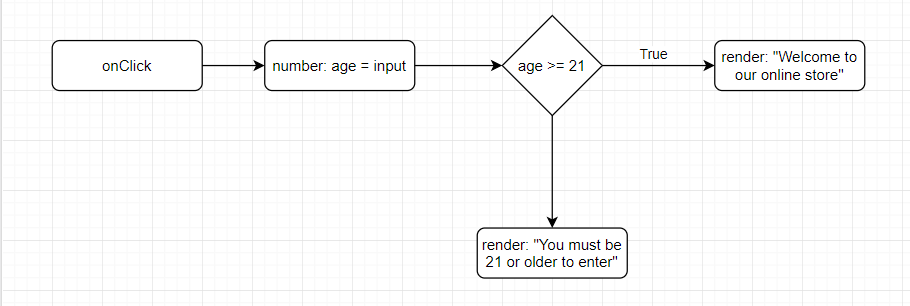 onClick
number: age = input
age >= 21
True
render: "Welcome to
our online store"
render: "You must be
21 or older to enter"